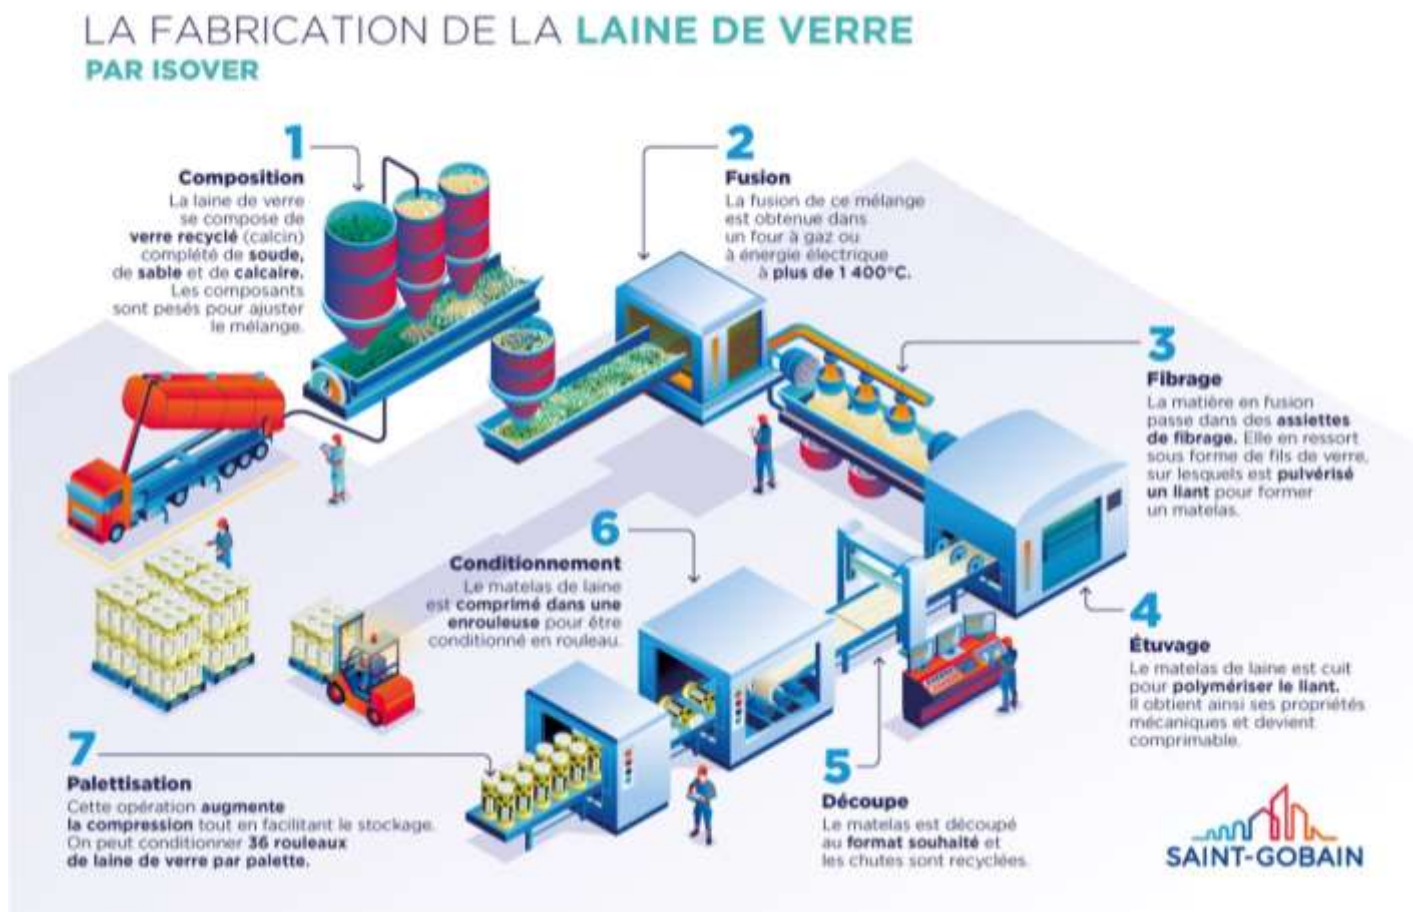 LA FABRICATION DE LA LAINE DE VERRE
PAR ISOVER
1
Composition
La laine de verre
se compose de
verre recyclé (calcin)
complété de soude,
de sable et de calcaire.
Les composants
sont pesés pour ajuster
le mélange.
2
Fusion
La fusion de ce mélange
est obtenue dans
un four à gaz ou
à énergie électrique
à plus de 1 400°C.
3
Fibrage
La matière en fusion
passe dans des assiettes
de fibrage. Elle en ressort
sous forme de fils de verre,
sur lesquels est pulvérisé
un liant pour former
un matelas.
4
Étuvage
Le matelas de laine est cuit
pour polymériser le liant.
Il obtient ainsi ses propriétés
mécaniques et devient
comprimable.
5
Découpe
Le matelas est découpé
au format souhaité et
les chutes sont recyclées.
6
Conditionnement
Le matelas de laine
est comprimé dans une
enrouleuse pour être
conditionné en rouleau.
7
Palettisation
Cette opération augmente
la compression tout en facilitant le stockage.
On peut conditionner 36 rouleaux
de laine de verre par palette.
SAINT-GOBAIN